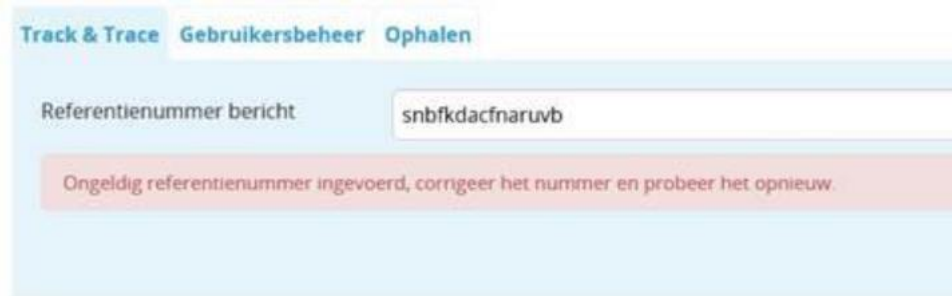 Track & Trace Gebruikersbeheer Ophalen
Referentienummer bericht snbfkdacfnaruvb
Ongeldig referentienummer ingevoerd, corrigeer het nummer en probeer het opnieuw.